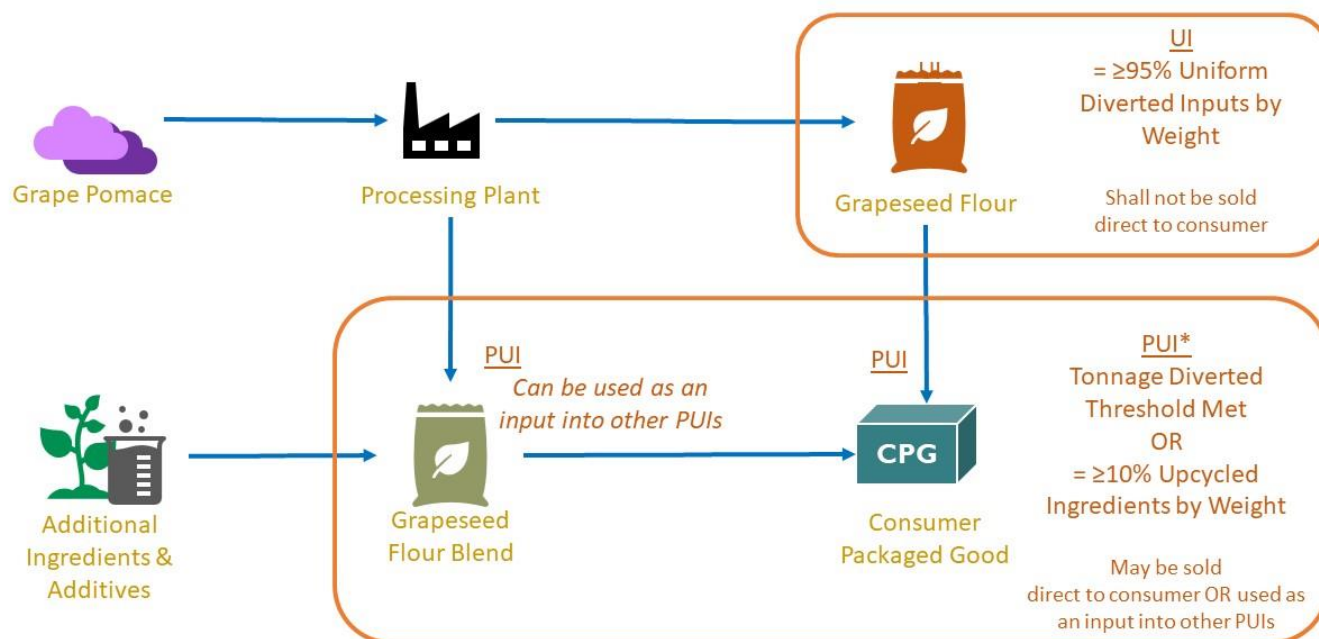 UI
= ≥95% Uniform
Diverted Inputs by
Weight
Shall not be sold
direct to consumer
Grape Pomace
Processing Plant
Grapeseed Flour
PUI
Can be used as an
input into other PUIs
PUI
CPG
PUI*
Tonnage Diverted
Threshold Met
OR
= ≥10% Upcycled
Ingredients by Weight
May be sold
direct to consumer OR used as
an input into other PUIs
Additional
Ingredients &
Additives
Grapeseed
Flour Blend
Consumer
Packaged Good